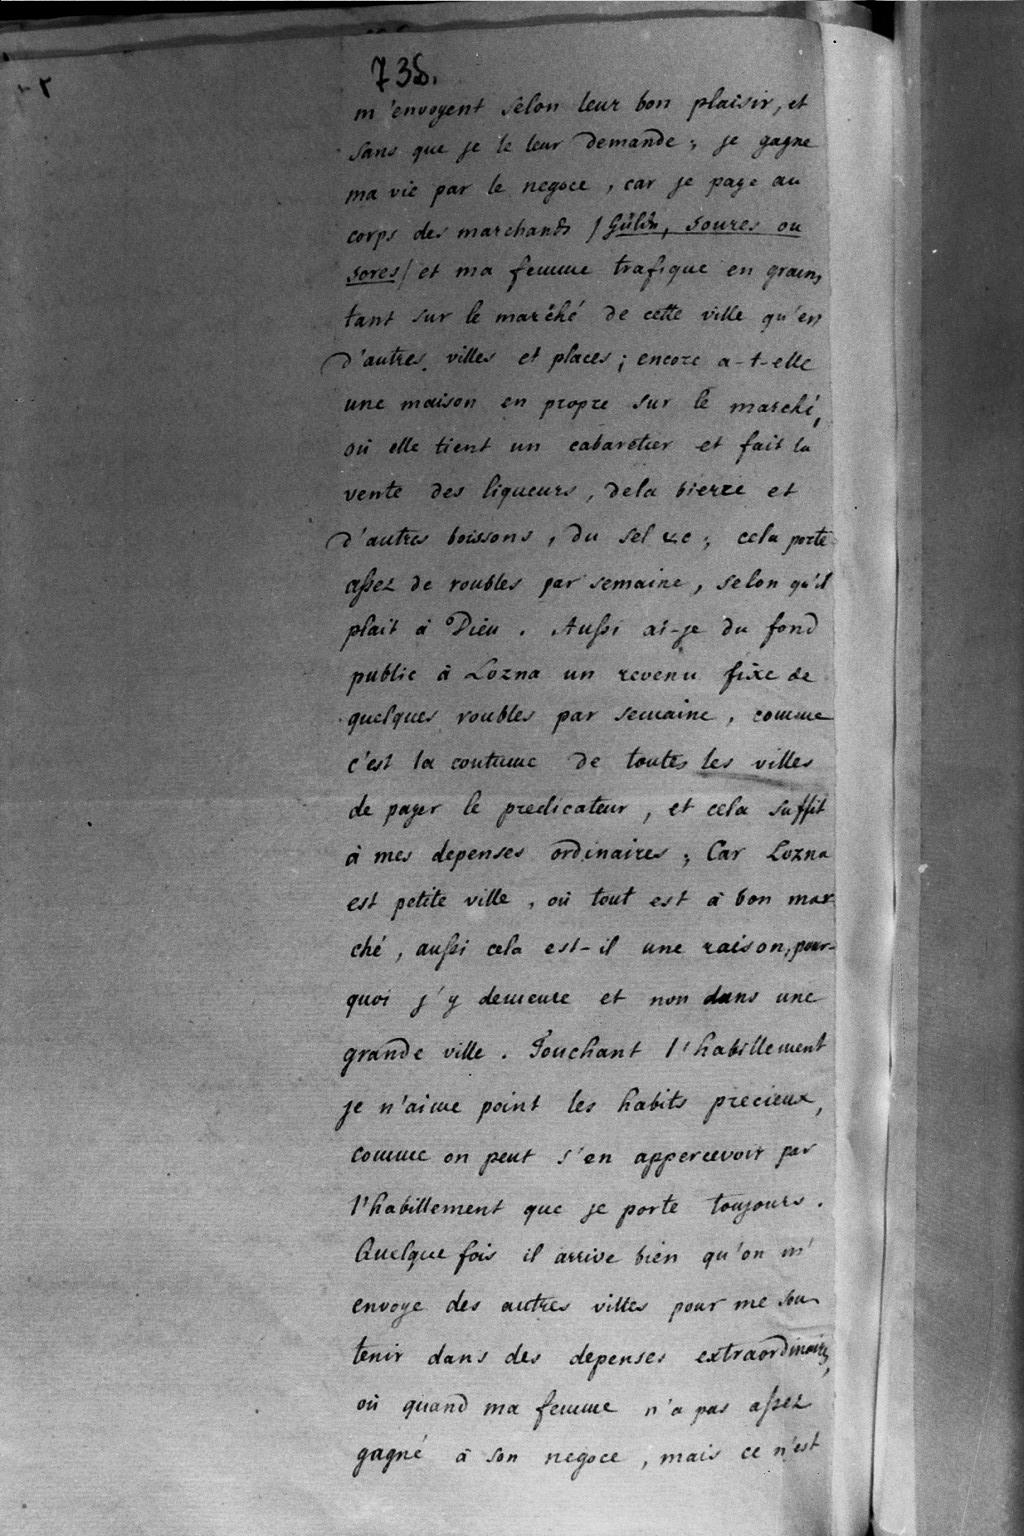 738.
m'envoyent selon leur bon plaisir, et
sans que je le leur demande; je gagne
ma vie par le negoce, car je paye au
corps des marchands / Güldn, soures ou
sores / et ma femme trafique en grains
tant sur le marché de cette ville qu'en
d'autres villes et places; encore a-t-elle
une maison en propre sur le marché,
où elle tient un cabaretier et fait la
vente des liqueurs, dela bierre et
d'autres boissons, du sel &c; cela porte
assez de roubles par semaine, selon qu'il
plait à Dieu. Aussi ai-je du fond
public à Lozna un revenu fixe de
quelques roubles par semaine, comme
c'est la coutume de toutes les villes
de payer le predicateur, et cela suffit
à mes depenses ordinaires; Car Lozna
est petite ville, où tout est à bon mar
ché, aussi cela est-il une raison, pour-
quoi j'y demeure et non dans une
grande ville. Touchant l'habillement
je n'aime point les habits precieux,
comme on peut s'en appercevoir par
l'habillement que je porte toujours.
Quelque fois il arrive bien qu'on m'
envoye des autres villes pour me sou
tenir dans des depenses extraordinaires,
où quand ma femme n'a pas assez
gagné à son negoce, mais ce n'est